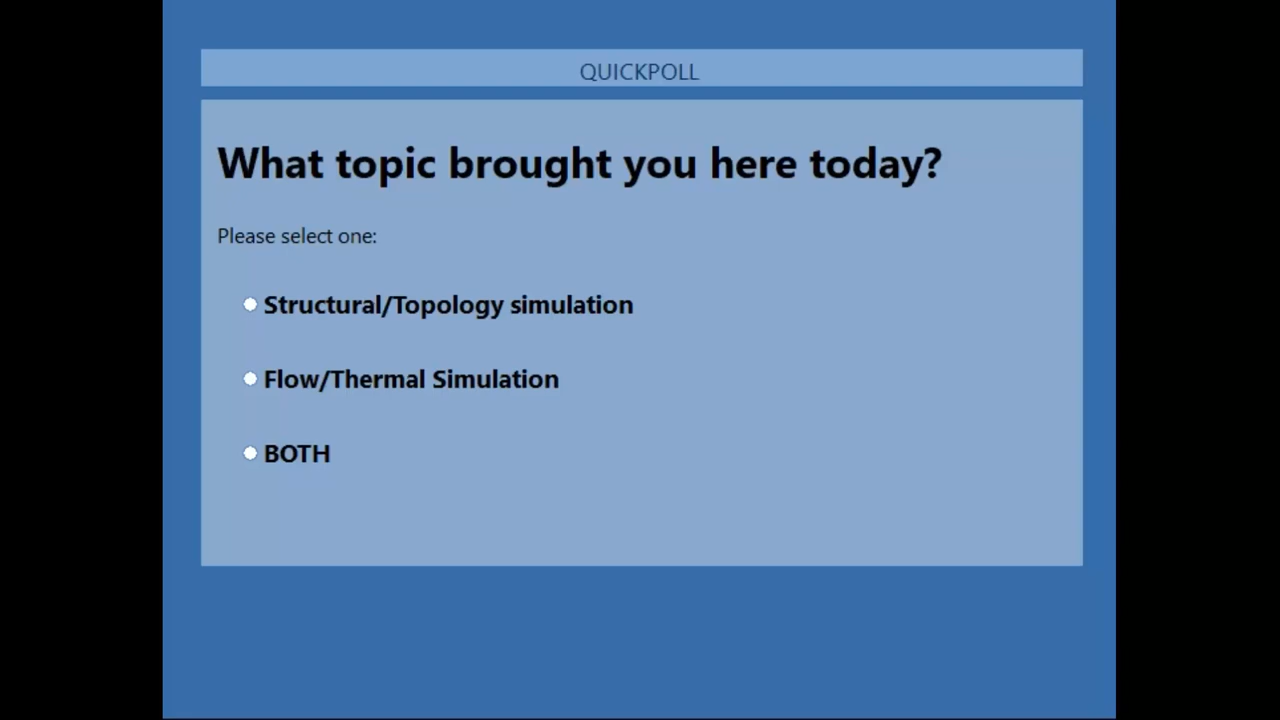 QUICKPOLL
What topic brought you here today?
Please select one:
Structural/Topology simulation
Flow/Thermal Simulation
BOTH